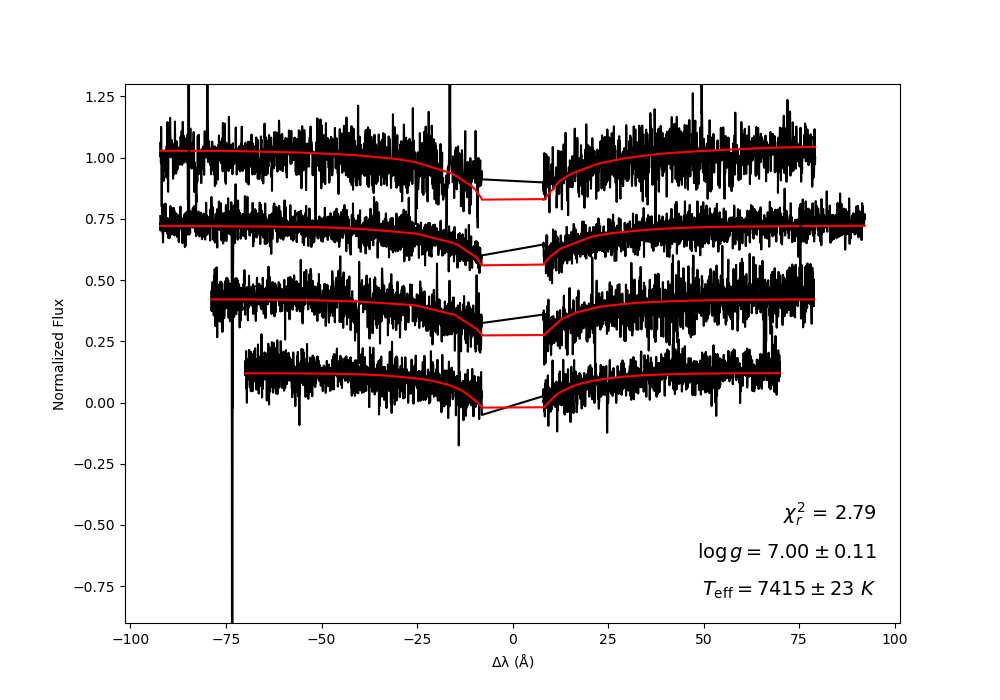 1.25
1.00
0.75
0.50
0.25
0.00
−0.25
−0.50
−0.75
Normalized Flux
χ²ᵣ = 2.79
log g = 7.00 ± 0.11
T_eff = 7415 ± 23 K
−100 −75 −50 −25 0 25 50 75 100
Δλ (Å)